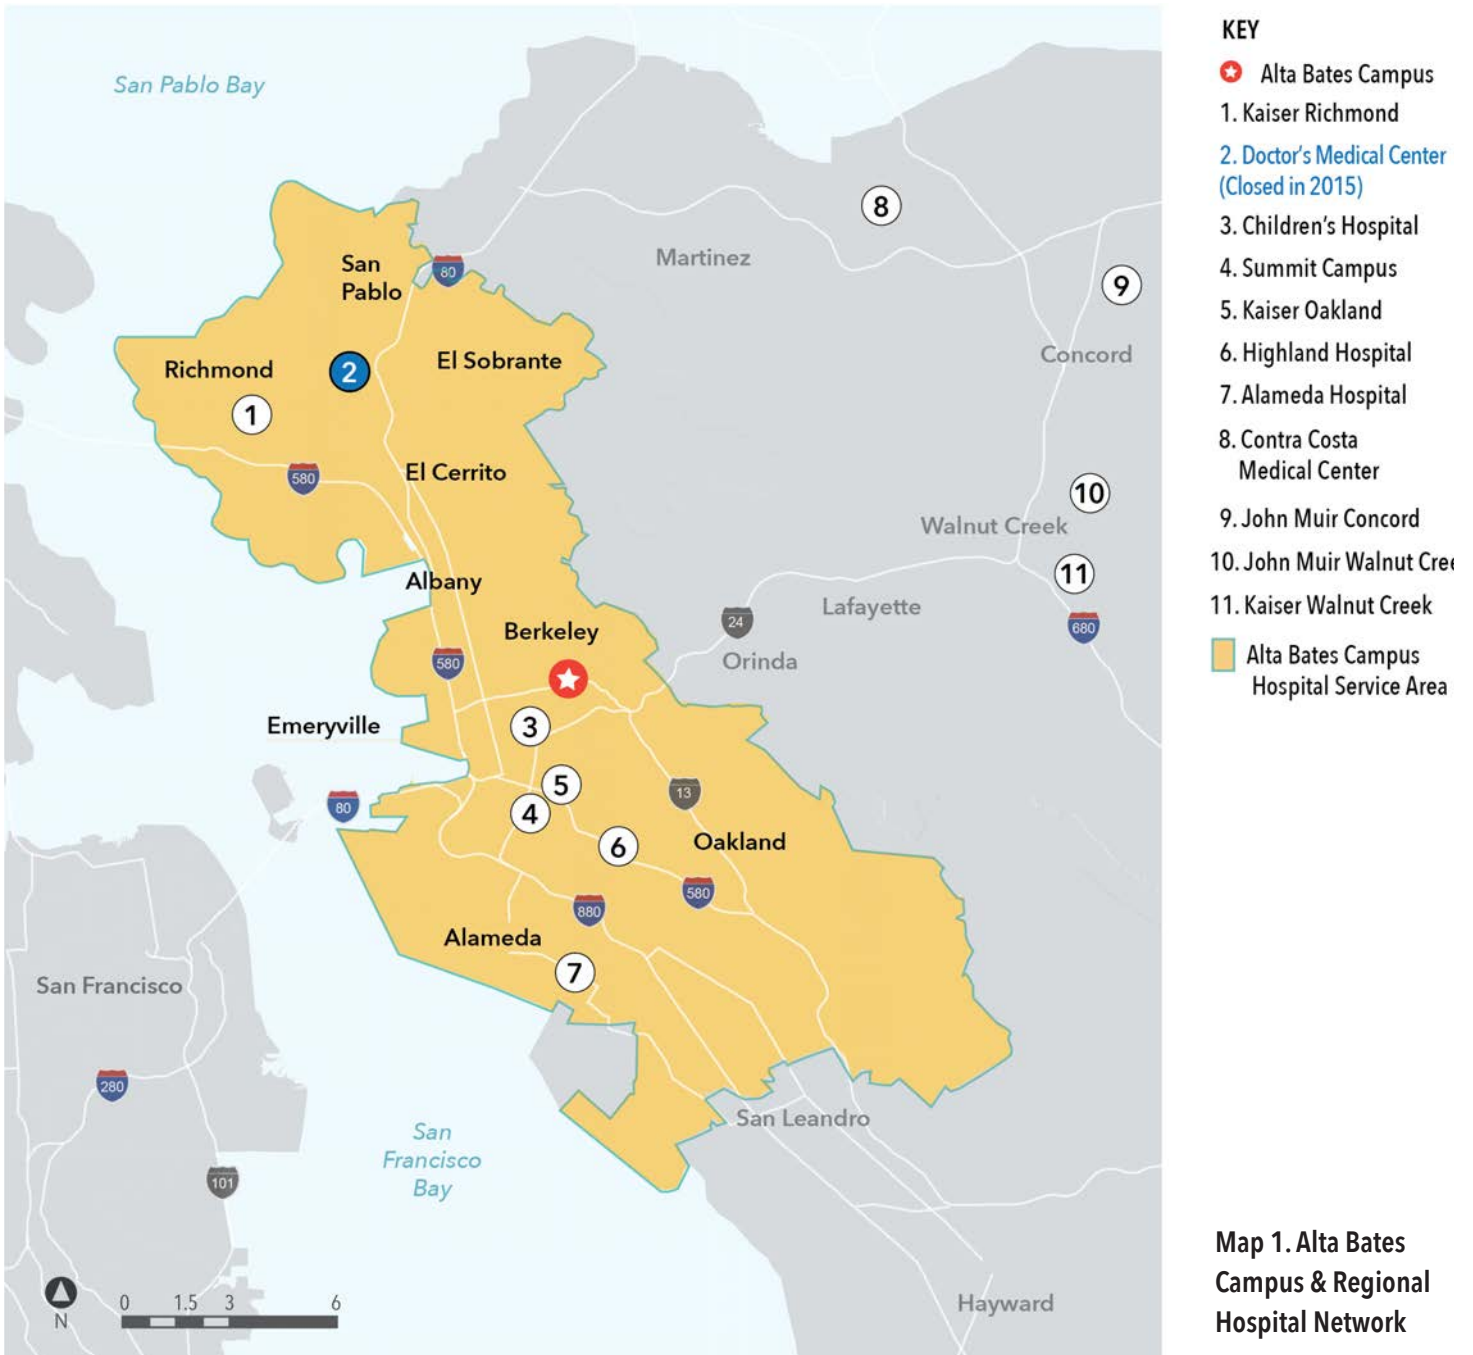 San Pablo Bay
San
Pablo
80
Richmond
2
El Sobrante
1
580
El Cerrito
Albany
Berkeley
580
Emeryville
3
80
5
4
13
6
Oakland
580
880
Alameda
7
8
Martinez
9
Concord
10
Walnut Creek
11
Lafayette
24
680
Orinda
San Francisco
280
101
San
Francisco
Bay
San Leandro
Hayward
N
0 1.5 3 6
KEY
Alta Bates Campus
1. Kaiser Richmond
2. Doctor's Medical Center
(Closed in 2015)
3. Children's Hospital
4. Summit Campus
5. Kaiser Oakland
6. Highland Hospital
7. Alameda Hospital
8. Contra Costa
Medical Center
9. John Muir Concord
10. John Muir Walnut Cree
11. Kaiser Walnut Creek
Alta Bates Campus
Hospital Service Area
Map 1. Alta Bates
Campus & Regional
Hospital Network